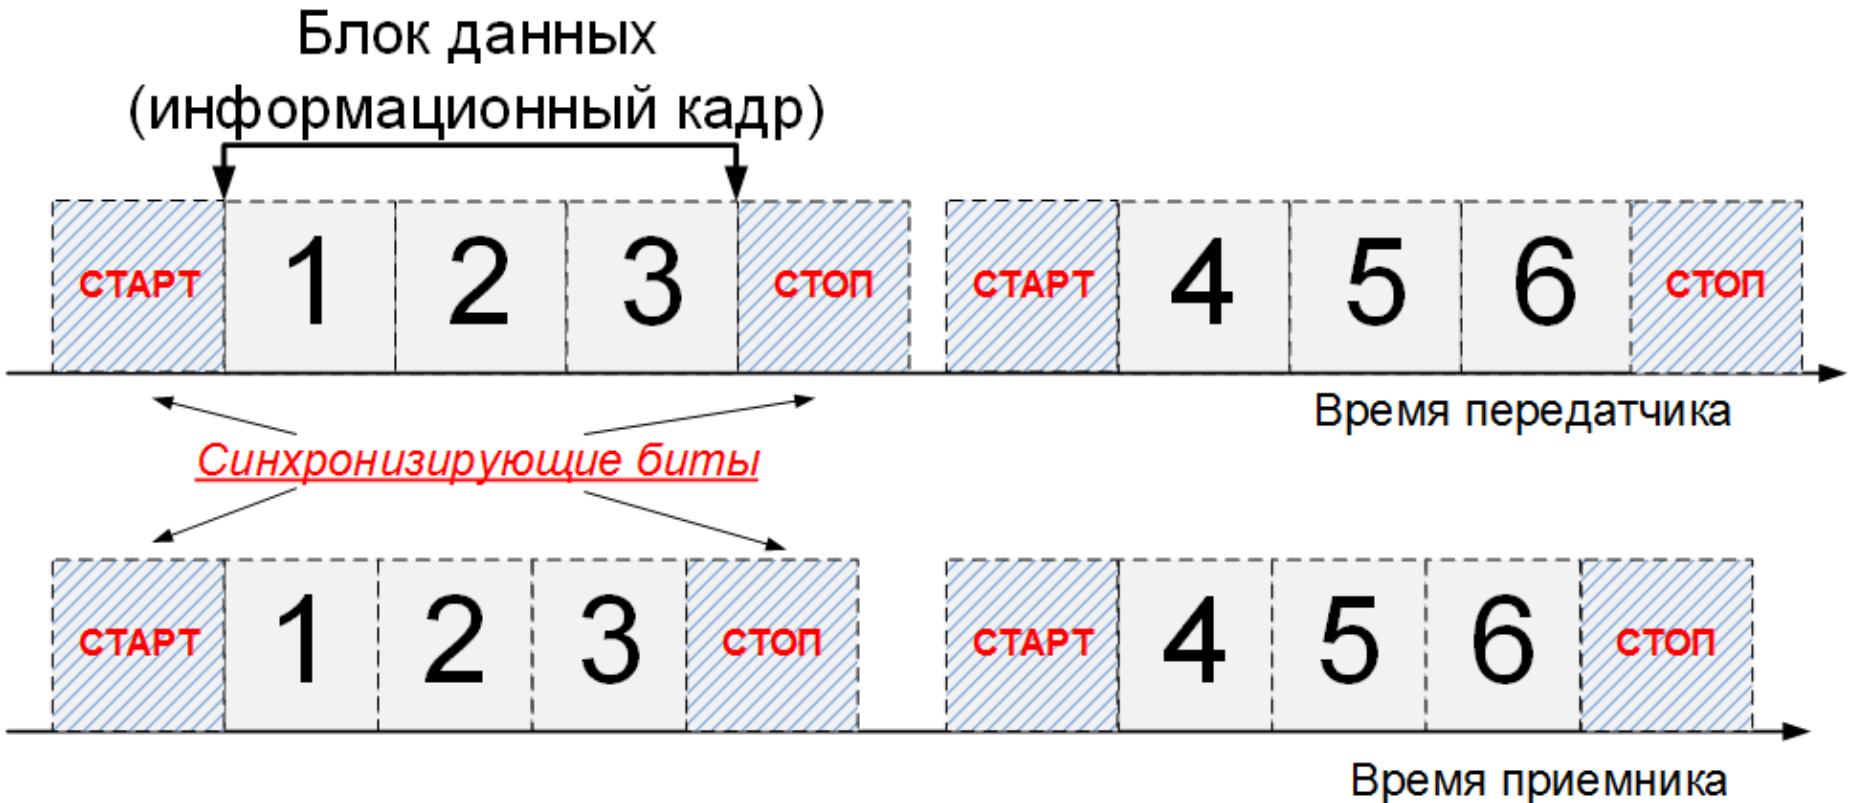 Блок данных
(информационный кадр)
СТАРТ 1 2 3 СТОП СТАРТ 4 5 6 СТОП
Время передатчика
Синхронизирующие биты
СТАРТ 1 2 3 СТОП СТАРТ 4 5 6 СТОП
Время приемника